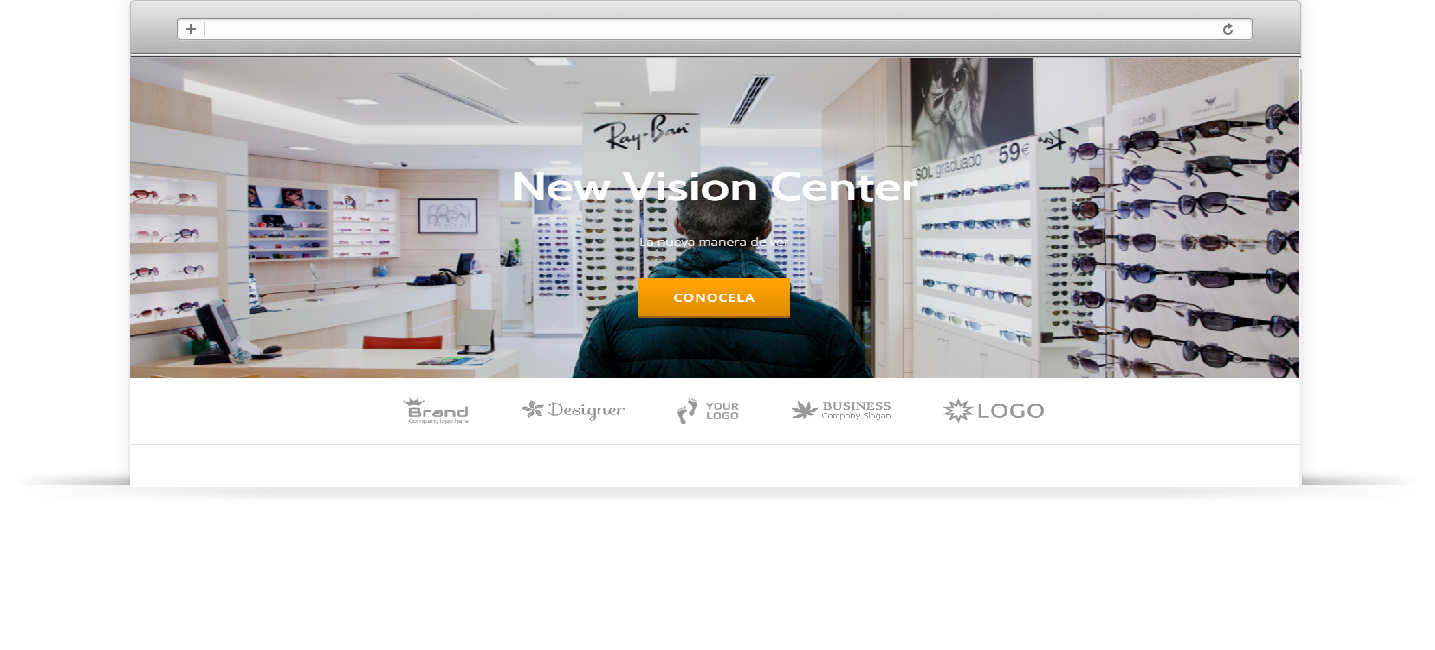 Ray-Ban
SOL graduado 59€
New Vision Center
La nueva manera de ver
CONOCELA
Brand
Company logo here
Designer
YOUR
LOGO
BUSINESS
Company Slogan
LOGO